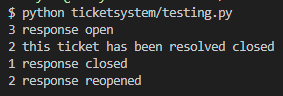 $ python ticketsystem/testing.py
3 response open
2 this ticket has been resolved closed
1 response closed
2 response reopened